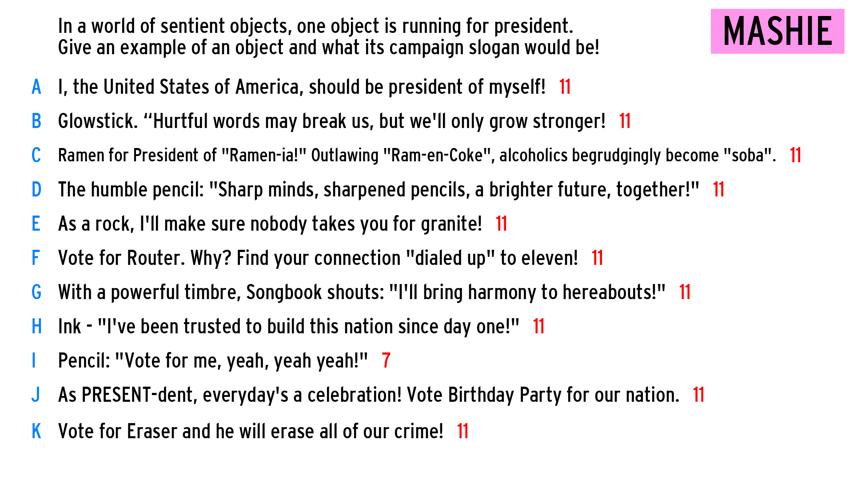 In a world of sentient objects, one object is running for president.
Give an example of an object and what its campaign slogan would be!
MASHIE
A I, the United States of America, should be president of myself! 11
B Glowstick. “Hurtful words may break us, but we'll only grow stronger! 11
C Ramen for President of "Ramen-ia!" Outlawing "Ram-en-Coke", alcoholics begrudgingly become "soba". 11
D The humble pencil: "Sharp minds, sharpened pencils, a brighter future, together!" 11
E As a rock, I'll make sure nobody takes you for granite! 11
F Vote for Router. Why? Find your connection "dialed up" to eleven! 11
G With a powerful timbre, Songbook shouts: "I'll bring harmony to hereabouts!" 11
H Ink - "I've been trusted to build this nation since day one!" 11
I Pencil: "Vote for me, yeah, yeah yeah!" 7
J As PRESENT-dent, everyday's a celebration! Vote Birthday Party for our nation. 11
K Vote for Eraser and he will erase all of our crime! 11